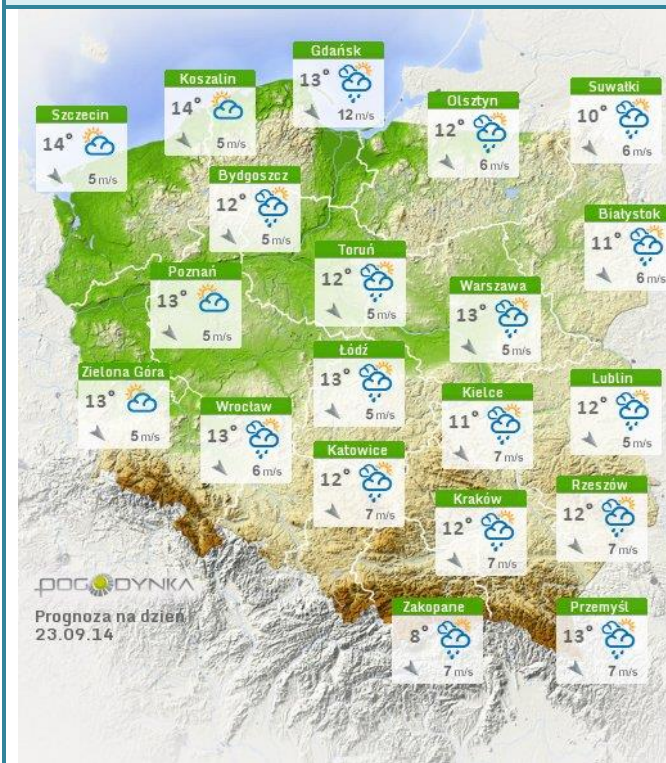 Gdańsk
13°
12 m/s
Koszalin
14°
5 m/s
Suwałki
10°
6 m/s
Olsztyn
12°
6 m/s
Szczecin
14°
5 m/s
Bydgoszcz
12°
5 m/s
Białystok
11°
6 m/s
Toruń
12°
5 m/s
Poznań
13°
5 m/s
Warszawa
13°
5 m/s
Łódź
13°
5 m/s
Zielona Góra
13°
5 m/s
Lublin
12°
5 m/s
Kielce
11°
7 m/s
Wrocław
13°
6 m/s
Katowice
12°
7 m/s
Rzeszów
12°
7 m/s
Kraków
12°
7 m/s
POGODYNKA
Prognoza na dzień
23.09.14
Zakopane
8°
7 m/s
Przemyśl
13°
7 m/s